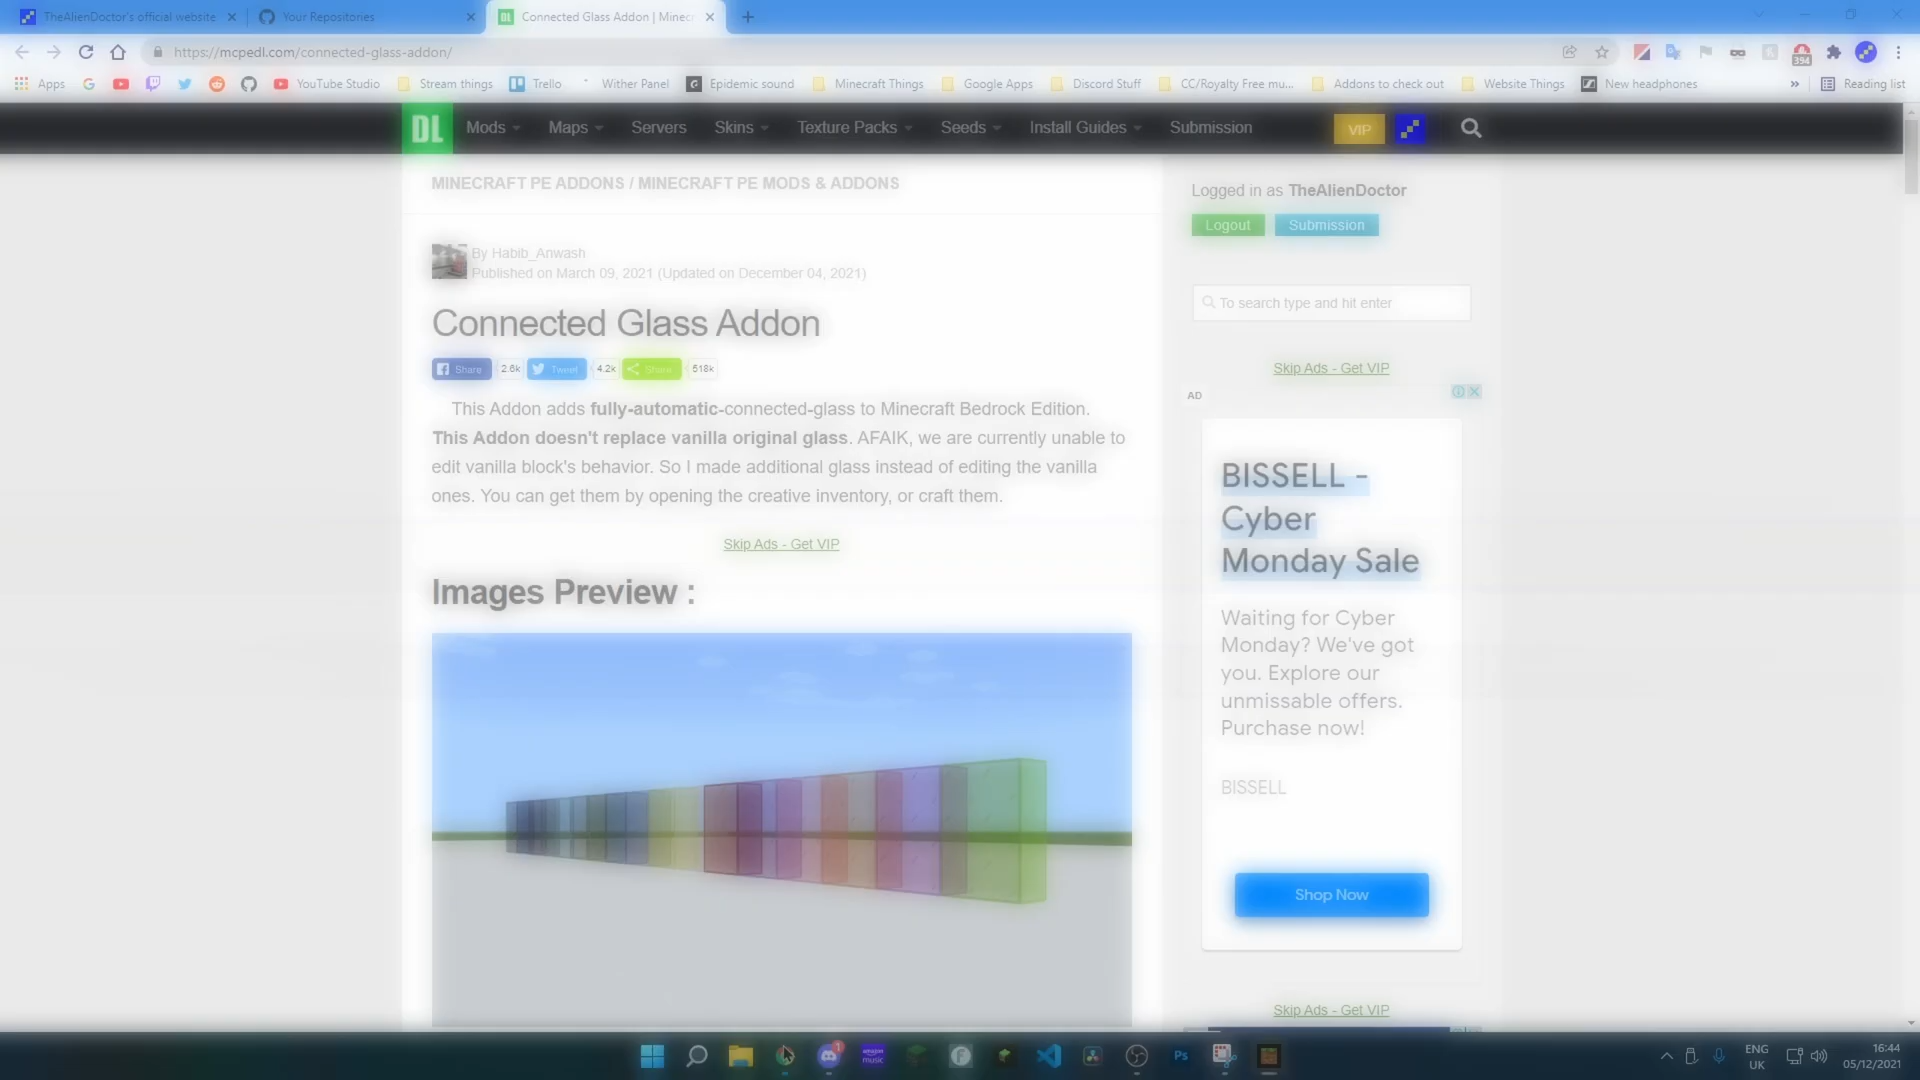 TheAlienDoctor's official website
Your Repositories
Connected Glass Addon | Minecr
https://mcpedl.com/connected-glass-addon/
394
Apps
YouTube Studio
Stream things
Trello
Wither Panel
Epidemic sound
Minecraft Things
Google Apps
Discord Stuff
CC/Royalty Free mu...
Addons to check out
Website Things
New headphones
»
Reading list
DL
Mods
Maps
Servers
Skins
Texture Packs
Seeds
Install Guides
Submission
VIP
MINECRAFT PE ADDONS / MINECRAFT PE MODS & ADDONS
By Habib_Anwash
Published on March 09, 2021 (Updated on December 04, 2021)
Connected Glass Addon
Share
2.6k
Tweet
4.2k
Share
518k
This Addon adds fully-automatic-connected-glass to Minecraft Bedrock Edition.
This Addon doesn't replace vanilla original glass. AFAIK, we are currently unable to
edit vanilla block's behavior. So I made additional glass instead of editing the vanilla
ones. You can get them by opening the creative inventory, or craft them.
Skip Ads - Get VIP
Images Preview :
Logged in as TheAlienDoctor
Logout
Submission
To search type and hit enter
Skip Ads - Get VIP
AD
BISSELL -
Cyber
Monday Sale
Waiting for Cyber
Monday? We've got
you. Explore our
unmissable offers.
Purchase now!
BISSELL
Shop Now
Skip Ads - Get VIP
1
amazon
music
Ps
ENG
UK
16:44
05/12/2021